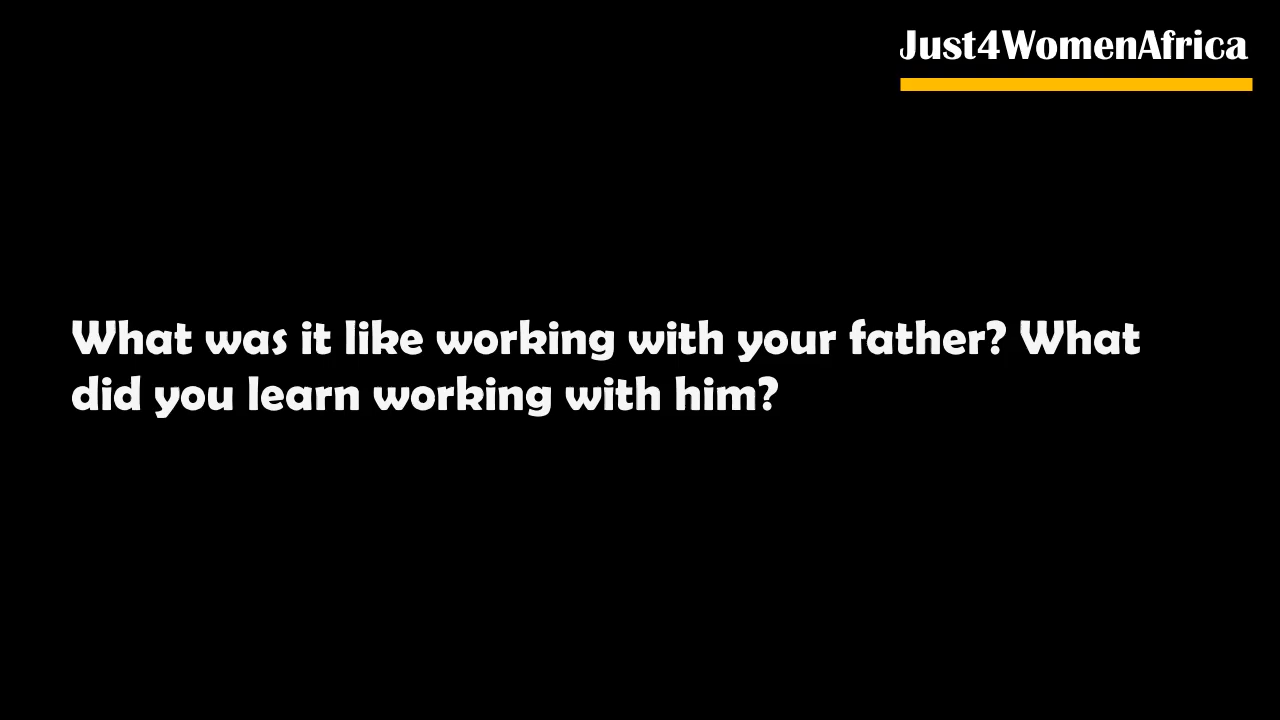 Just4WomenAfrica
What was it like working with your father? What
did you learn working with him?